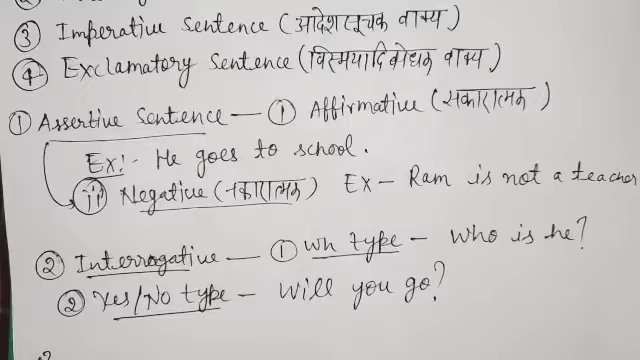 ③ Imperative Sentence (आदेशसूचक वाक्य)
④ Exclamatory Sentence (विस्मयादिबोधक वाक्य)
① Assertive Sentence — ① Affirmative (सकारात्मक)
Ex:- He goes to school.
ⅱ Negative (नकारात्मक) Ex – Ram is not a teacher
② Interrogative — ① Wh type – Who is he?
② Yes/No type – Will you go?